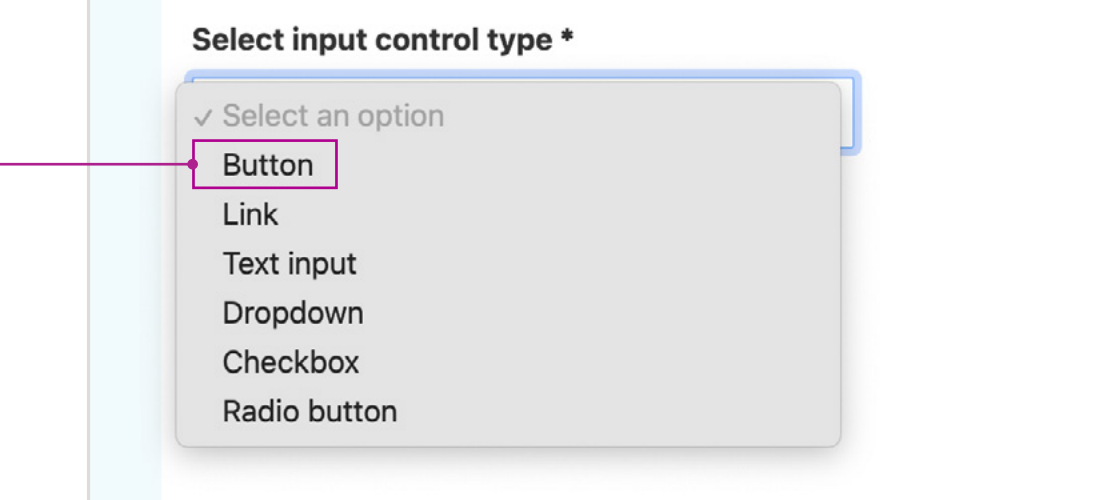 Select input control type *
✓ Select an option
Button
Link
Text input
Dropdown
Checkbox
Radio button